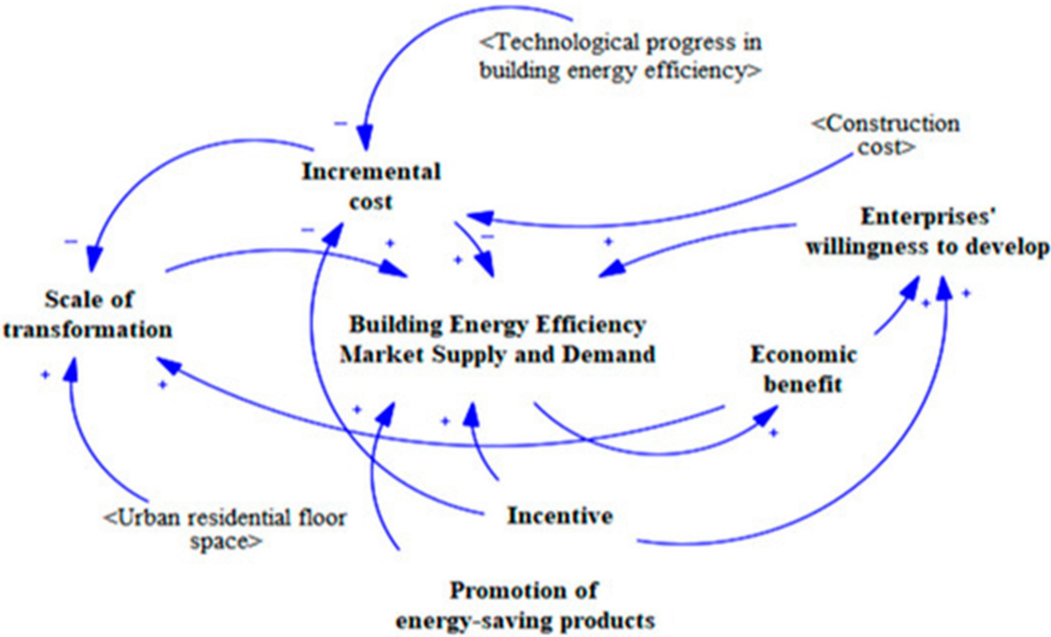 <Technological progress in
building energy efficiency>
<Construction
cost>
−
Incremental
cost
Enterprises'
willingness to develop
−
+
−
+
−
+
+
+
Scale of
transformation
Building Energy Efficiency
Market Supply and Demand
Economic
benefit
+
+
+
+
+
<Urban residential floor
space>
Incentive
Promotion of
energy-saving products